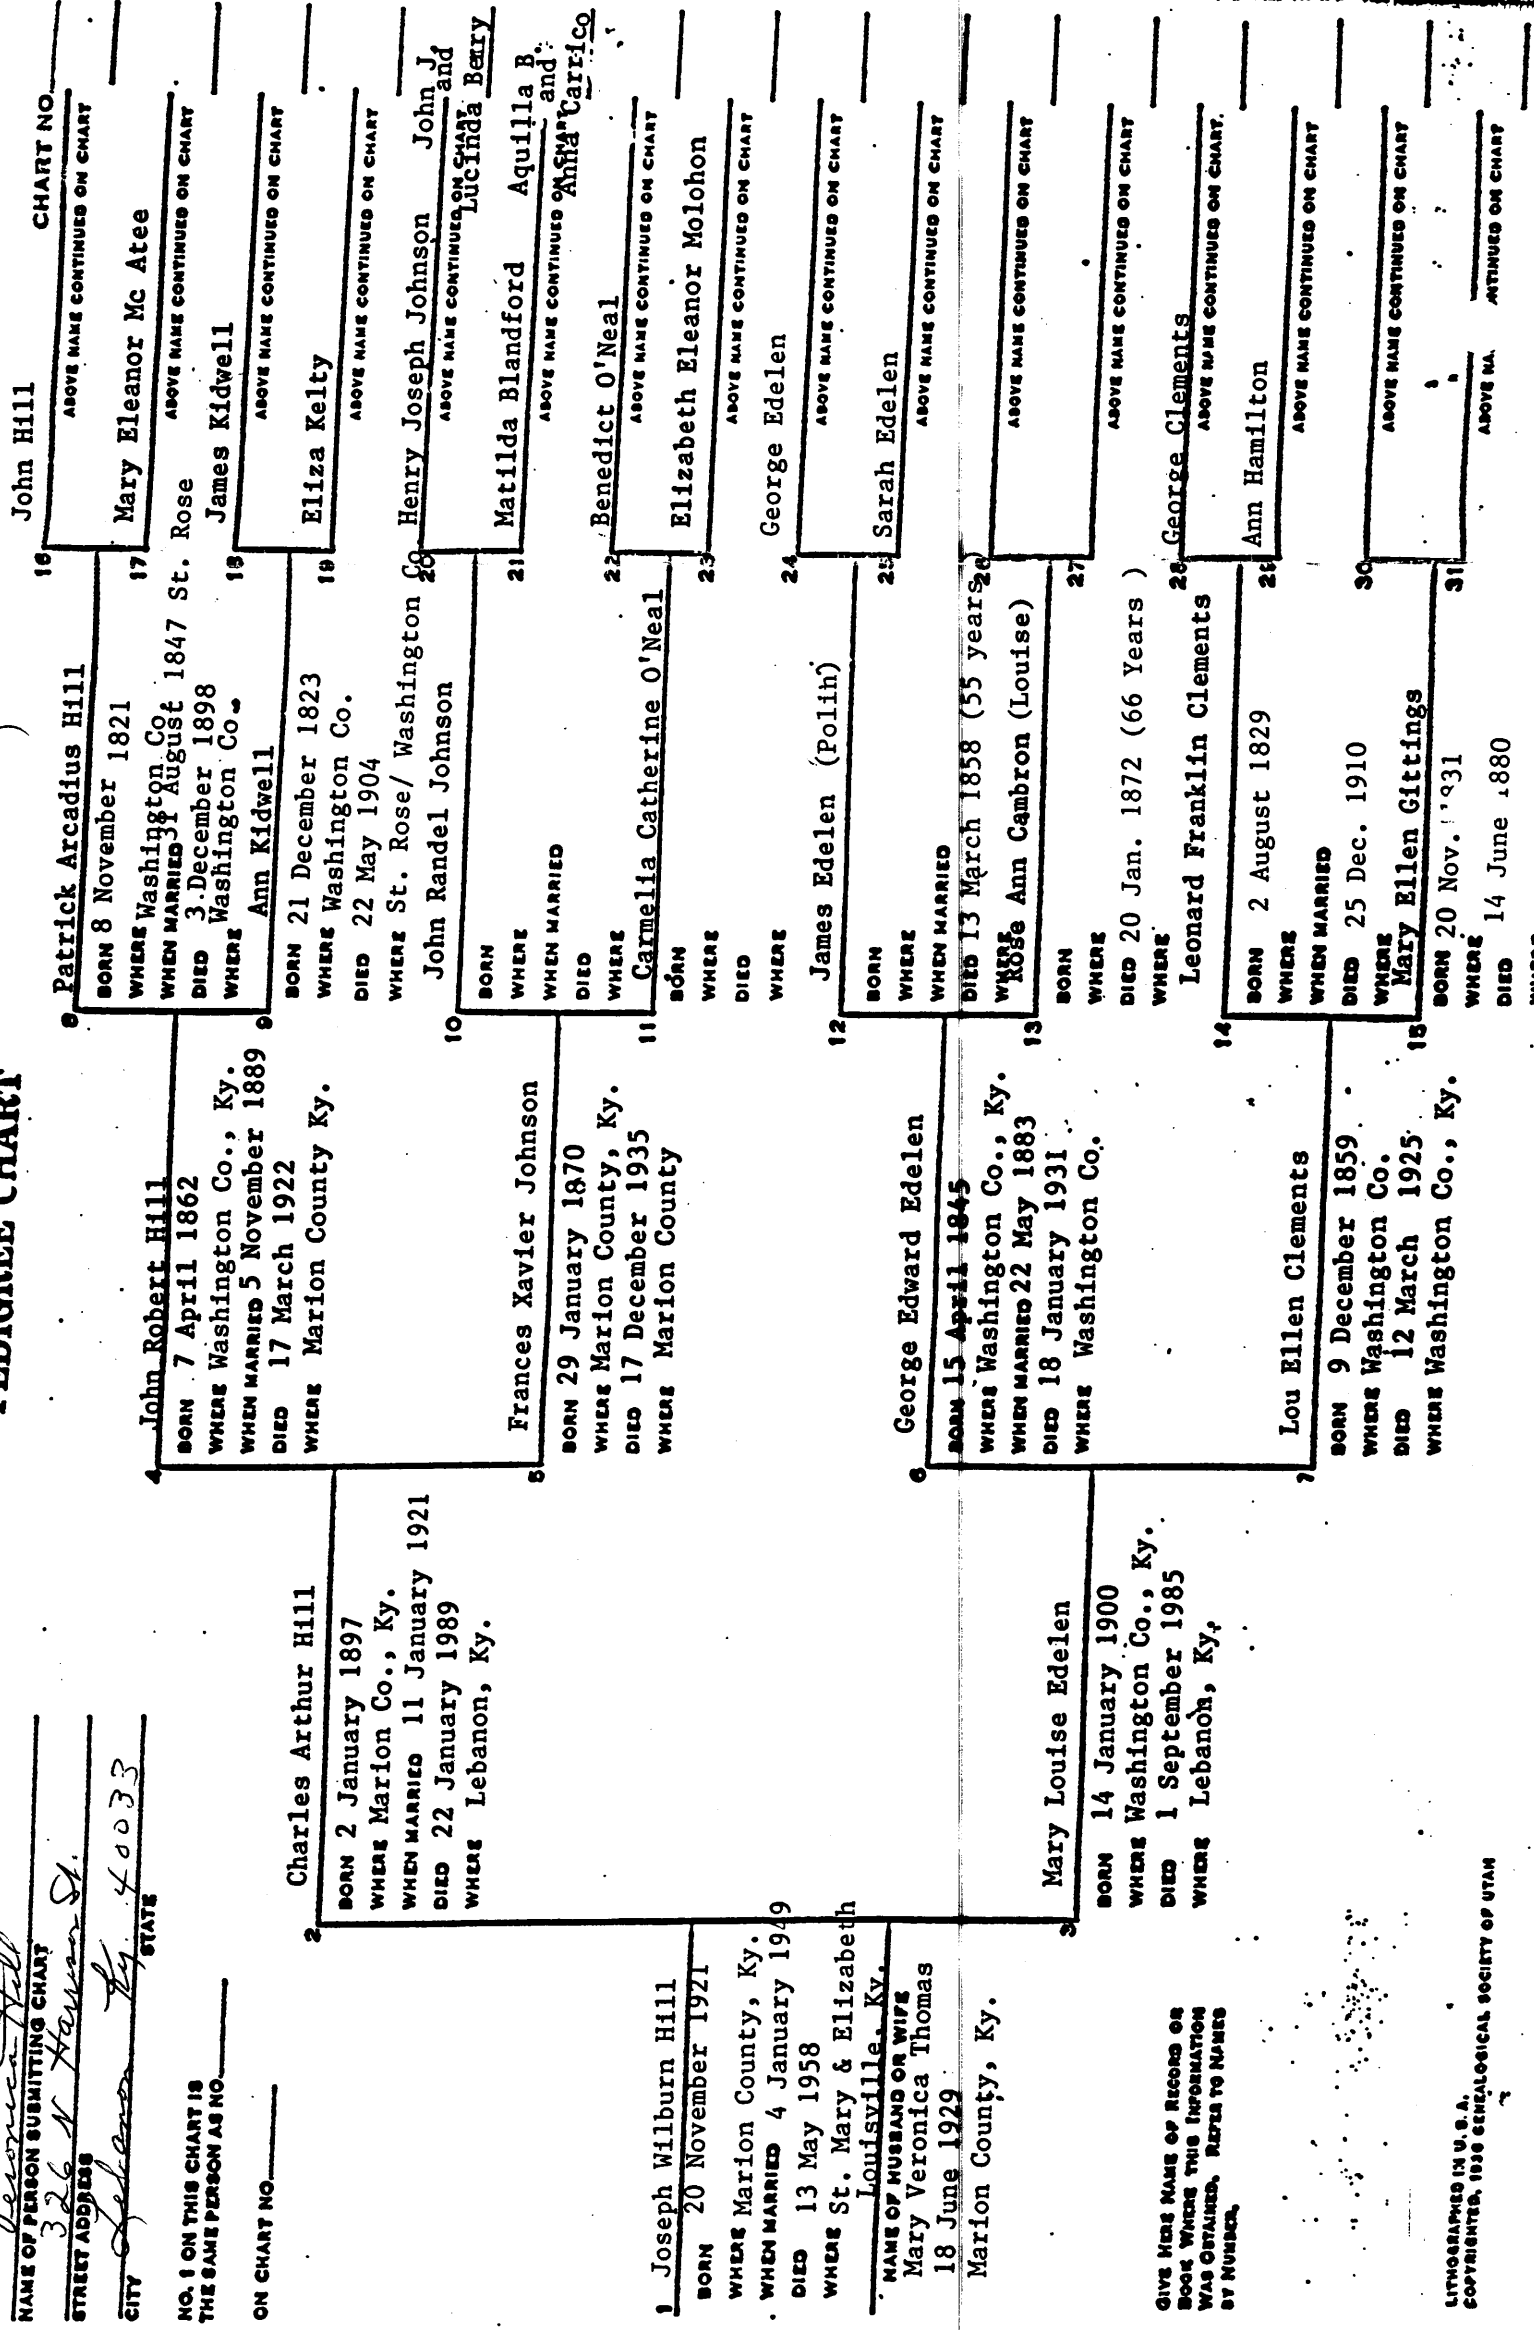 PEDIGREE CHART
CHART NO.
NAME OF PERSON SUBMITTING CHART
326 N Harrison St.
STREET ADDRESS
Lebanon Ky. 40033
CITY STATE
NO. 1 ON THIS CHART IS
THE SAME PERSON AS NO.
ON CHART NO.
1 Joseph Wilburn Hill
BORN 20 November 1921
WHERE Marion County, Ky.
WHEN MARRIED 4 January 1949
DIED 13 May 1958
WHERE St. Mary & Elizabeth
Louisville, Ky.
NAME OF HUSBAND OR WIFE
Mary Veronica Thomas
18 June 1929
Marion County, Ky.
GIVE HERE NAME OF RECORD OR
BOOK WHERE THIS INFORMATION
WAS OBTAINED. REFER TO NAMES
BY NUMBER.
LITHOGRAPHED IN U. S. A.
COPYRIGHTED, 1936 GENEALOGICAL SOCIETY OF UTAH
2 Charles Arthur Hill
BORN 2 January 1897
WHERE Marion Co., Ky.
WHEN MARRIED 11 January 1921
DIED 22 January 1989
WHERE Lebanon, Ky.
3 Mary Louise Edelen
BORN 14 January 1900
WHERE Washington Co., Ky.
DIED 1 September 1985
WHERE Lebanon, Ky.
4 John Robert Hill
BORN 7 April 1862
WHERE Washington Co., Ky.
WHEN MARRIED 5 November 1889
DIED 17 March 1922
WHERE Marion County Ky.
5 Frances Xavier Johnson
BORN 29 January 1870
WHERE Marion County, Ky.
DIED 17 December 1935
WHERE Marion County
6 George Edward Edelen
BORN 15 April 1845
WHERE Washington Co., Ky.
WHEN MARRIED 22 May 1883
DIED 18 January 1931
WHERE Washington Co.
7 Lou Ellen Clements
BORN 9 December 1859
WHERE Washington Co.
DIED 12 March 1925
WHERE Washington Co., Ky.
8 Patrick Arcadius Hill
BORN 8 November 1821
WHERE Washington Co.
WHEN MARRIED 31 August 1847 St. Rose
DIED 3 December 1898
WHERE Washington Co.
9 Ann Kidwell
BORN 21 December 1823
WHERE Washington Co.
DIED 22 May 1904
WHERE St. Rose/ Washington Co.
10 John Randel Johnson
BORN
WHERE
WHEN MARRIED
DIED
WHERE
11 Carmelia Catherine O'Neal
BORN
WHERE
DIED
WHERE
12 James Edelen (Polih)
BORN
WHERE
WHEN MARRIED
DIED 13 March 1858 (55 years)
WHERE
13 Rose Ann Cambron (Louise)
BORN
WHERE
DIED 20 Jan. 1872 (66 Years )
WHERE
14 Leonard Franklin Clements
BORN 2 August 1829
WHERE
WHEN MARRIED
DIED 25 Dec. 1910
WHERE
15 Mary Ellen Gittings
BORN 20 Nov.
WHERE
DIED 14 June 1880
16 John Hill
ABOVE NAME CONTINUED ON CHART
17 Mary Eleanor Mc Atee
ABOVE NAME CONTINUED ON CHART
18 James Kidwell
ABOVE NAME CONTINUED ON CHART
19 Eliza Kelty
ABOVE NAME CONTINUED ON CHART
20 Henry Joseph Johnson John J. and
ABOVE NAME CONTINUED ON CHART
Lucinda Berry
21 Matilda Blandford Aquilla B. and
ABOVE NAME CONTINUED ON CHART
Anna Carrico
22 Benedict O'Neal
ABOVE NAME CONTINUED ON CHART
23 Elizabeth Eleanor Molohon
ABOVE NAME CONTINUED ON CHART
24 George Edelen
ABOVE NAME CONTINUED ON CHART
25 Sarah Edelen
ABOVE NAME CONTINUED ON CHART
26
ABOVE NAME CONTINUED ON CHART
27
ABOVE NAME CONTINUED ON CHART
28 George Clements
ABOVE NAME CONTINUED ON CHART.
29 Ann Hamilton
ABOVE NAME CONTINUED ON CHART
30
ABOVE NAME CONTINUED ON CHART
31
ABOVE NA. NTINUED ON CHART